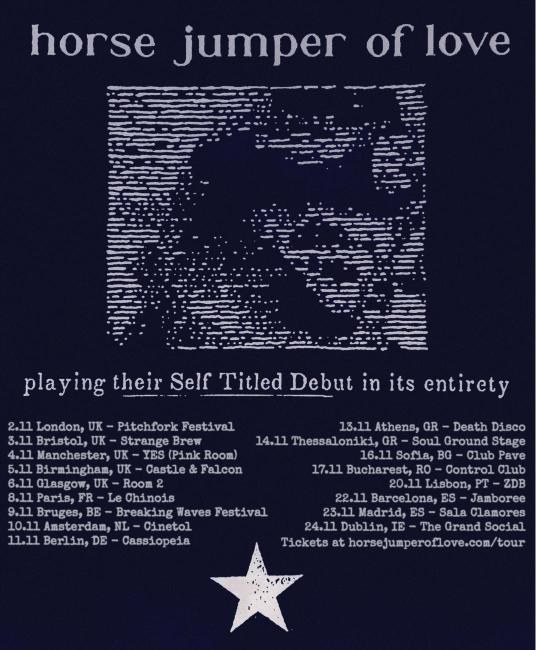 horse jumper of love
playing their Self Titled Debut in its entirety
2.11 London, UK - Pitchfork Festival
3.11 Bristol, UK - Strange Brew
4.11 Manchester, UK - YES (Pink Room)
5.11 Birmingham, UK - Castle & Falcon
6.11 Glasgow, UK - Room 2
8.11 Paris, FR - Le Chinois
9.11 Bruges, BE - Breaking Waves Festival
10.11 Amsterdam, NL - Cinetol
11.11 Berlin, DE - Cassiopeia
13.11 Athens, GR - Death Disco
14.11 Thessaloniki, GR - Soul Ground Stage
16.11 Sofia, BG - Club Pave
17.11 Bucharest, RO - Control Club
20.11 Lisbon, PT - ZDB
22.11 Barcelona, ES - Jamboree
23.11 Madrid, ES - Sala Clamores
24.11 Dublin, IE - The Grand Social
Tickets at horsejumperoflove.com/tour